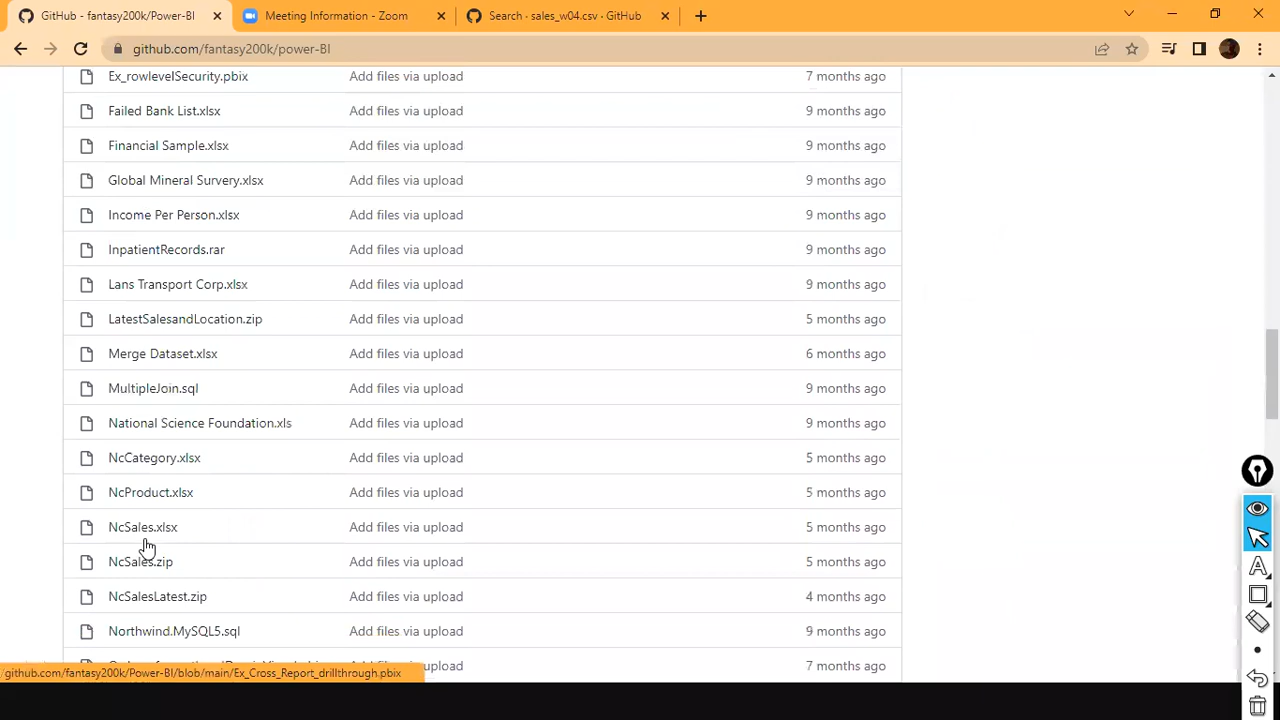 GitHub - fantasy200k/Power-BI
Meeting Information - Zoom
Search · sales_w04.csv · GitHub
github.com/fantasy200k/power-BI
Ex_rowlevelSecurity.pbix Add files via upload 7 months ago
Failed Bank List.xlsx Add files via upload 9 months ago
Financial Sample.xlsx Add files via upload 9 months ago
Global Mineral Survery.xlsx Add files via upload 9 months ago
Income Per Person.xlsx Add files via upload 9 months ago
InpatientRecords.rar Add files via upload 9 months ago
Lans Transport Corp.xlsx Add files via upload 9 months ago
LatestSalesandLocation.zip Add files via upload 5 months ago
Merge Dataset.xlsx Add files via upload 6 months ago
MultipleJoin.sql Add files via upload 9 months ago
National Science Foundation.xls Add files via upload 9 months ago
NcCategory.xlsx Add files via upload 5 months ago
NcProduct.xlsx Add files via upload 5 months ago
NcSales.xlsx Add files via upload 5 months ago
NcSales.zip Add files via upload 5 months ago
NcSalesLatest.zip Add files via upload 4 months ago
Northwind.MySQL5.sql Add files via upload 9 months ago
Add files via upload 7 months ago
github.com/fantasy200k/Power-BI/blob/main/Ex_Cross_Report_drillthrough.pbix
A